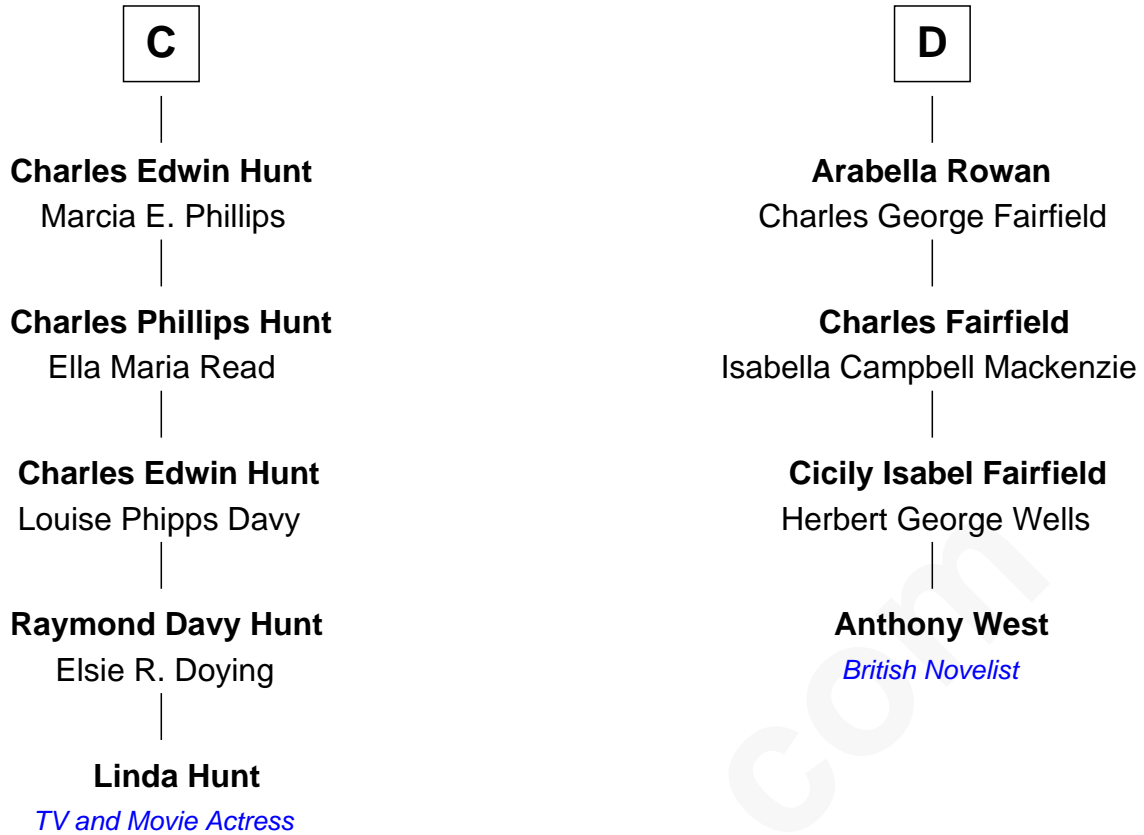 C
Charles Edwin Hunt
Marcia E. Phillips
Charles Phillips Hunt
Ella Maria Read
Charles Edwin Hunt
Louise Phipps Davy
Raymond Davy Hunt
Elsie R. Doying
Linda Hunt
TV and Movie Actress
D
Arabella Rowan
Charles George Fairfield
Charles Fairfield
Isabella Campbell Mackenzie
Cicily Isabel Fairfield
Herbert George Wells
Anthony West
British Novelist
com